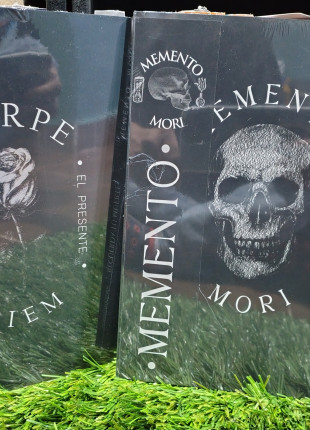 RPE
• EL PRESENTE •
IEM
MEMENTO
MORI
• MEMENTO •
EMENT
MORI